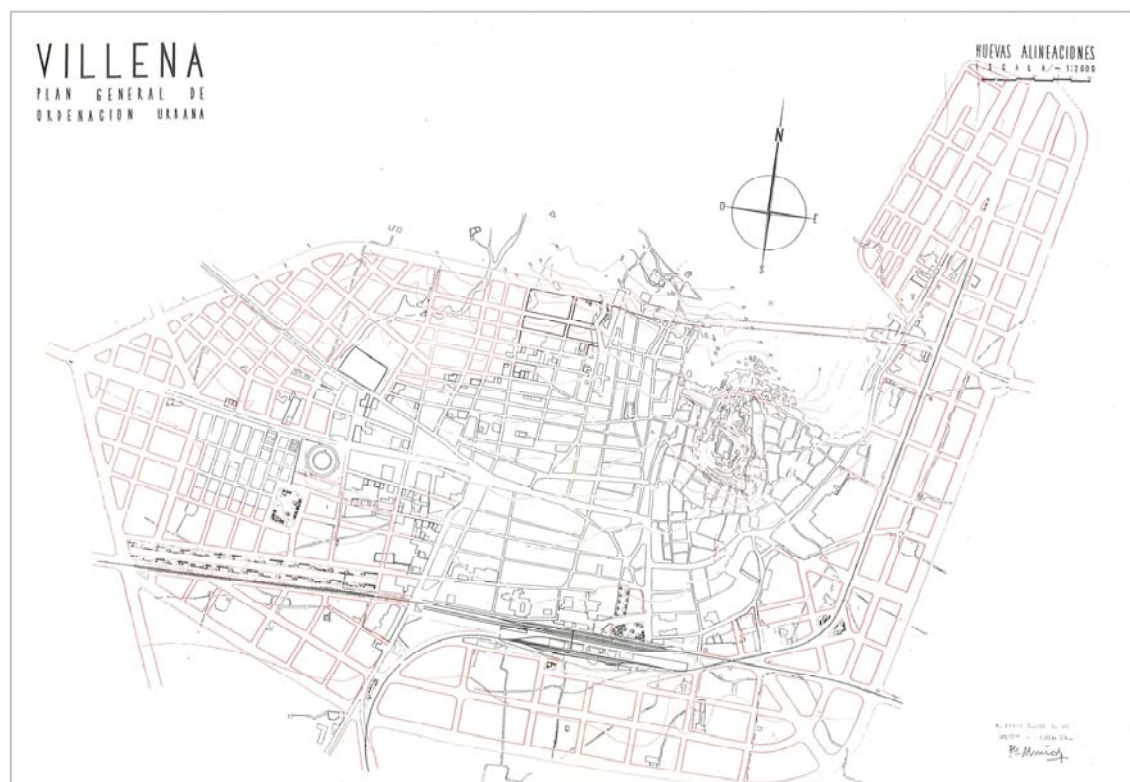 VILLENA
PLAN GENERAL DE
ORDENACION URBANA
NUEVAS ALINEACIONES
ESCALA 1:2000
N
O
E
S